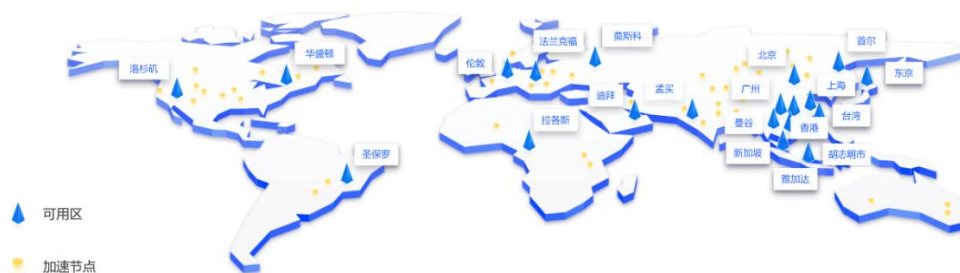 莫斯科
首尔
法兰克福
华盛顿
北京
伦敦
洛杉矶
东京
迪拜
孟买
广州
上海
台湾
拉各斯
曼谷
香港
圣保罗
新加坡
胡志明市
雅加达
可用区
加速节点